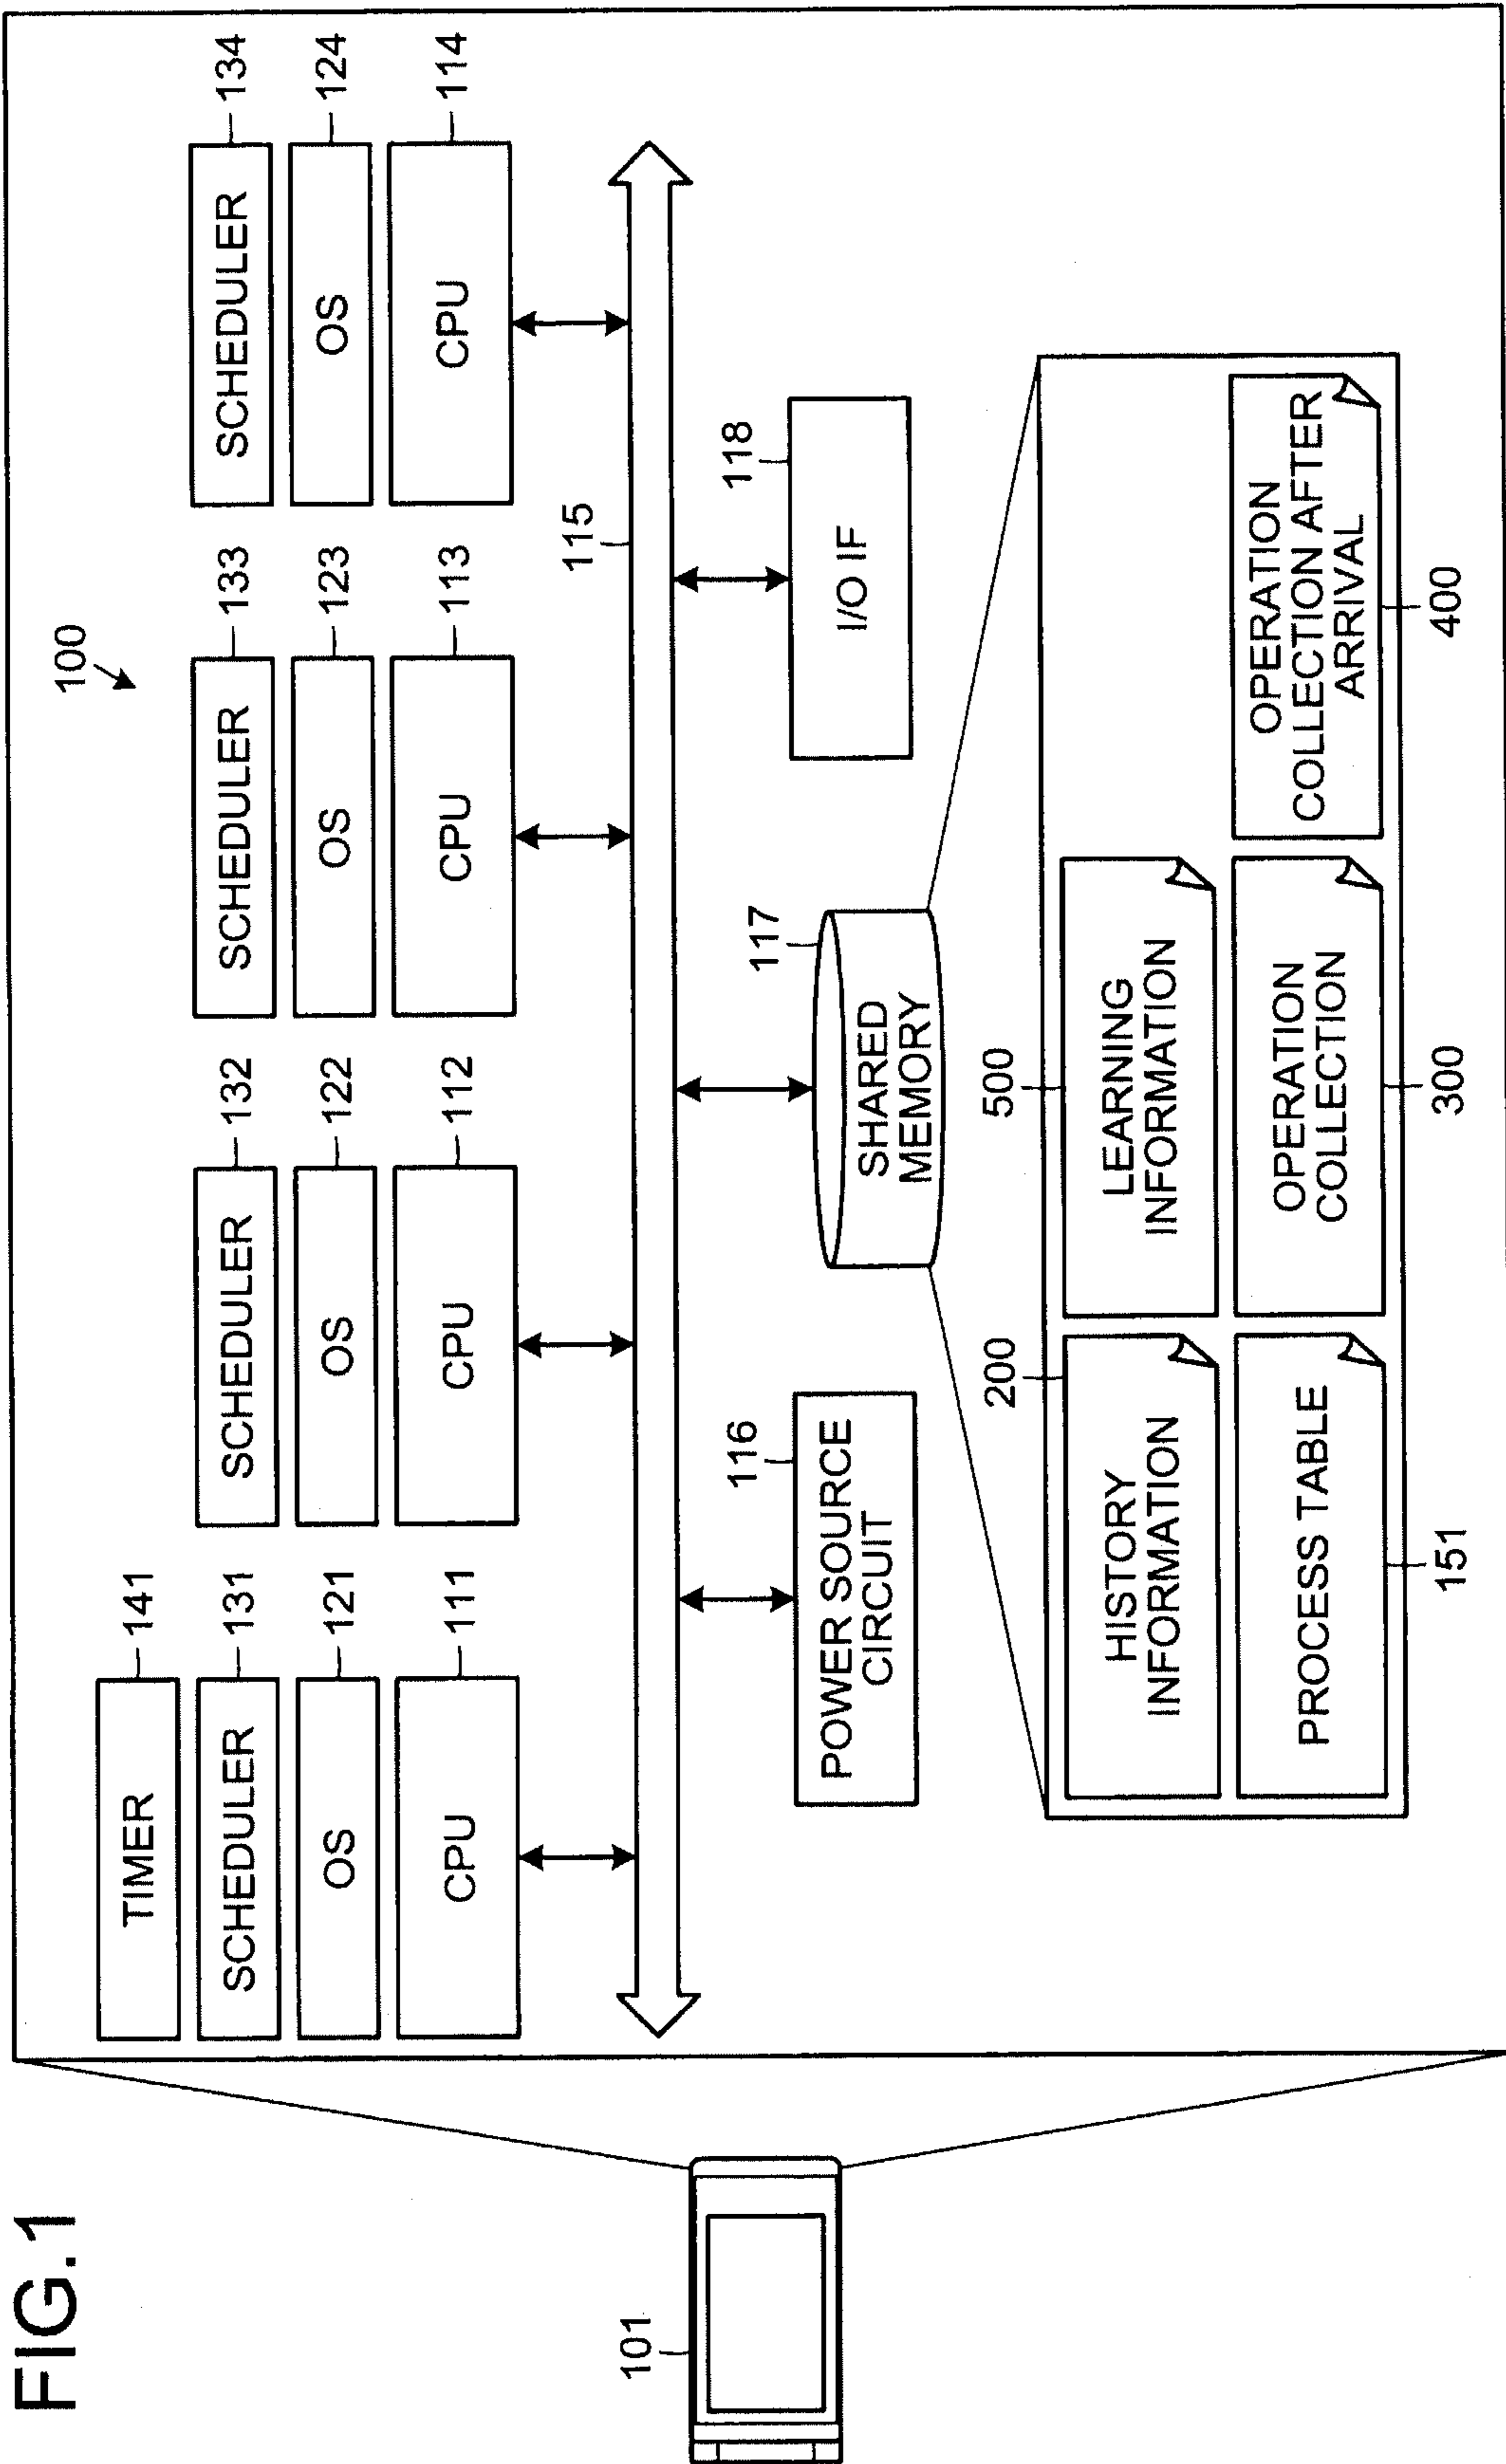 FIG.1
100
101
TIMER
141
SCHEDULER
131
SCHEDULER
132
SCHEDULER
133
SCHEDULER
134
OS
121
OS
122
OS
123
OS
124
CPU
111
CPU
112
CPU
113
CPU
114
115
116
POWER SOURCE
CIRCUIT
117
SHARED
MEMORY
118
I/O IF
200
HISTORY
INFORMATION
500
LEARNING
INFORMATION
PROCESS TABLE
151
OPERATION
COLLECTION
300
OPERATION
COLLECTION AFTER
ARRIVAL
400